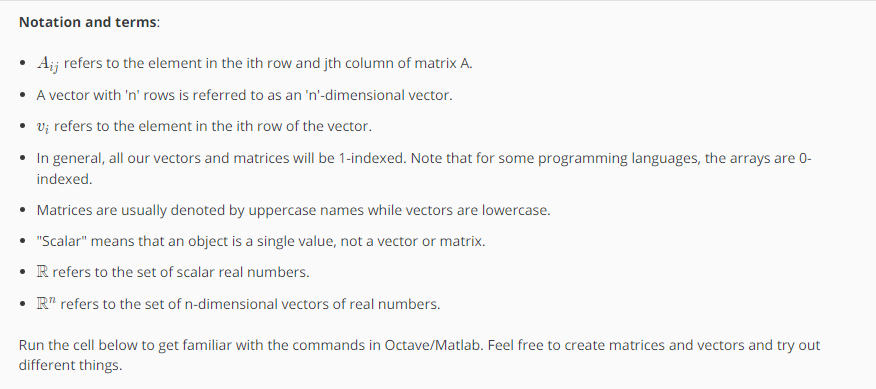 Notation and terms:
• A_{ij} refers to the element in the ith row and jth column of matrix A.
• A vector with 'n' rows is referred to as an 'n'-dimensional vector.
• v_i refers to the element in the ith row of the vector.
• In general, all our vectors and matrices will be 1-indexed. Note that for some programming languages, the arrays are 0-
indexed.
• Matrices are usually denoted by uppercase names while vectors are lowercase.
• "Scalar" means that an object is a single value, not a vector or matrix.
• ℝ refers to the set of scalar real numbers.
• ℝⁿ refers to the set of n-dimensional vectors of real numbers.
Run the cell below to get familiar with the commands in Octave/Matlab. Feel free to create matrices and vectors and try out
different things.